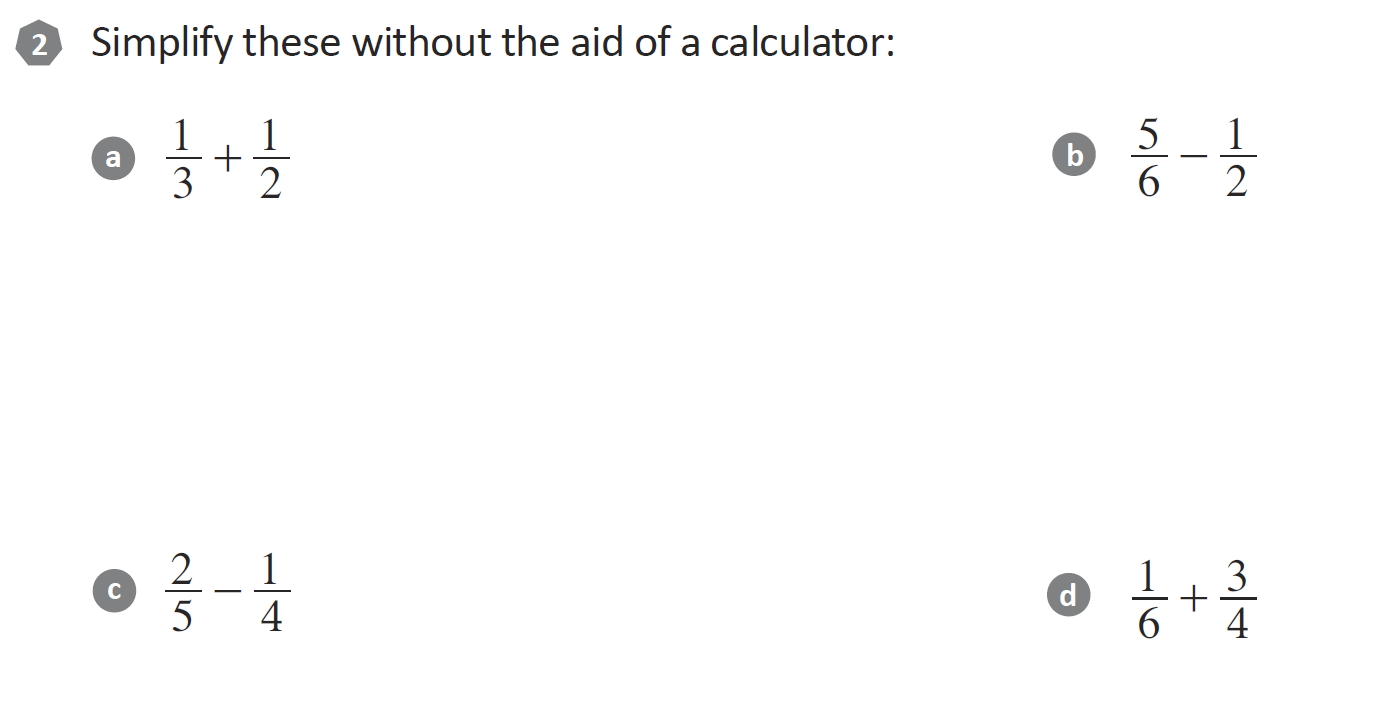 2 Simplify these without the aid of a calculator:
a 1/3 + 1/2
b 5/6 − 1/2
c 2/5 − 1/4
d 1/6 + 3/4